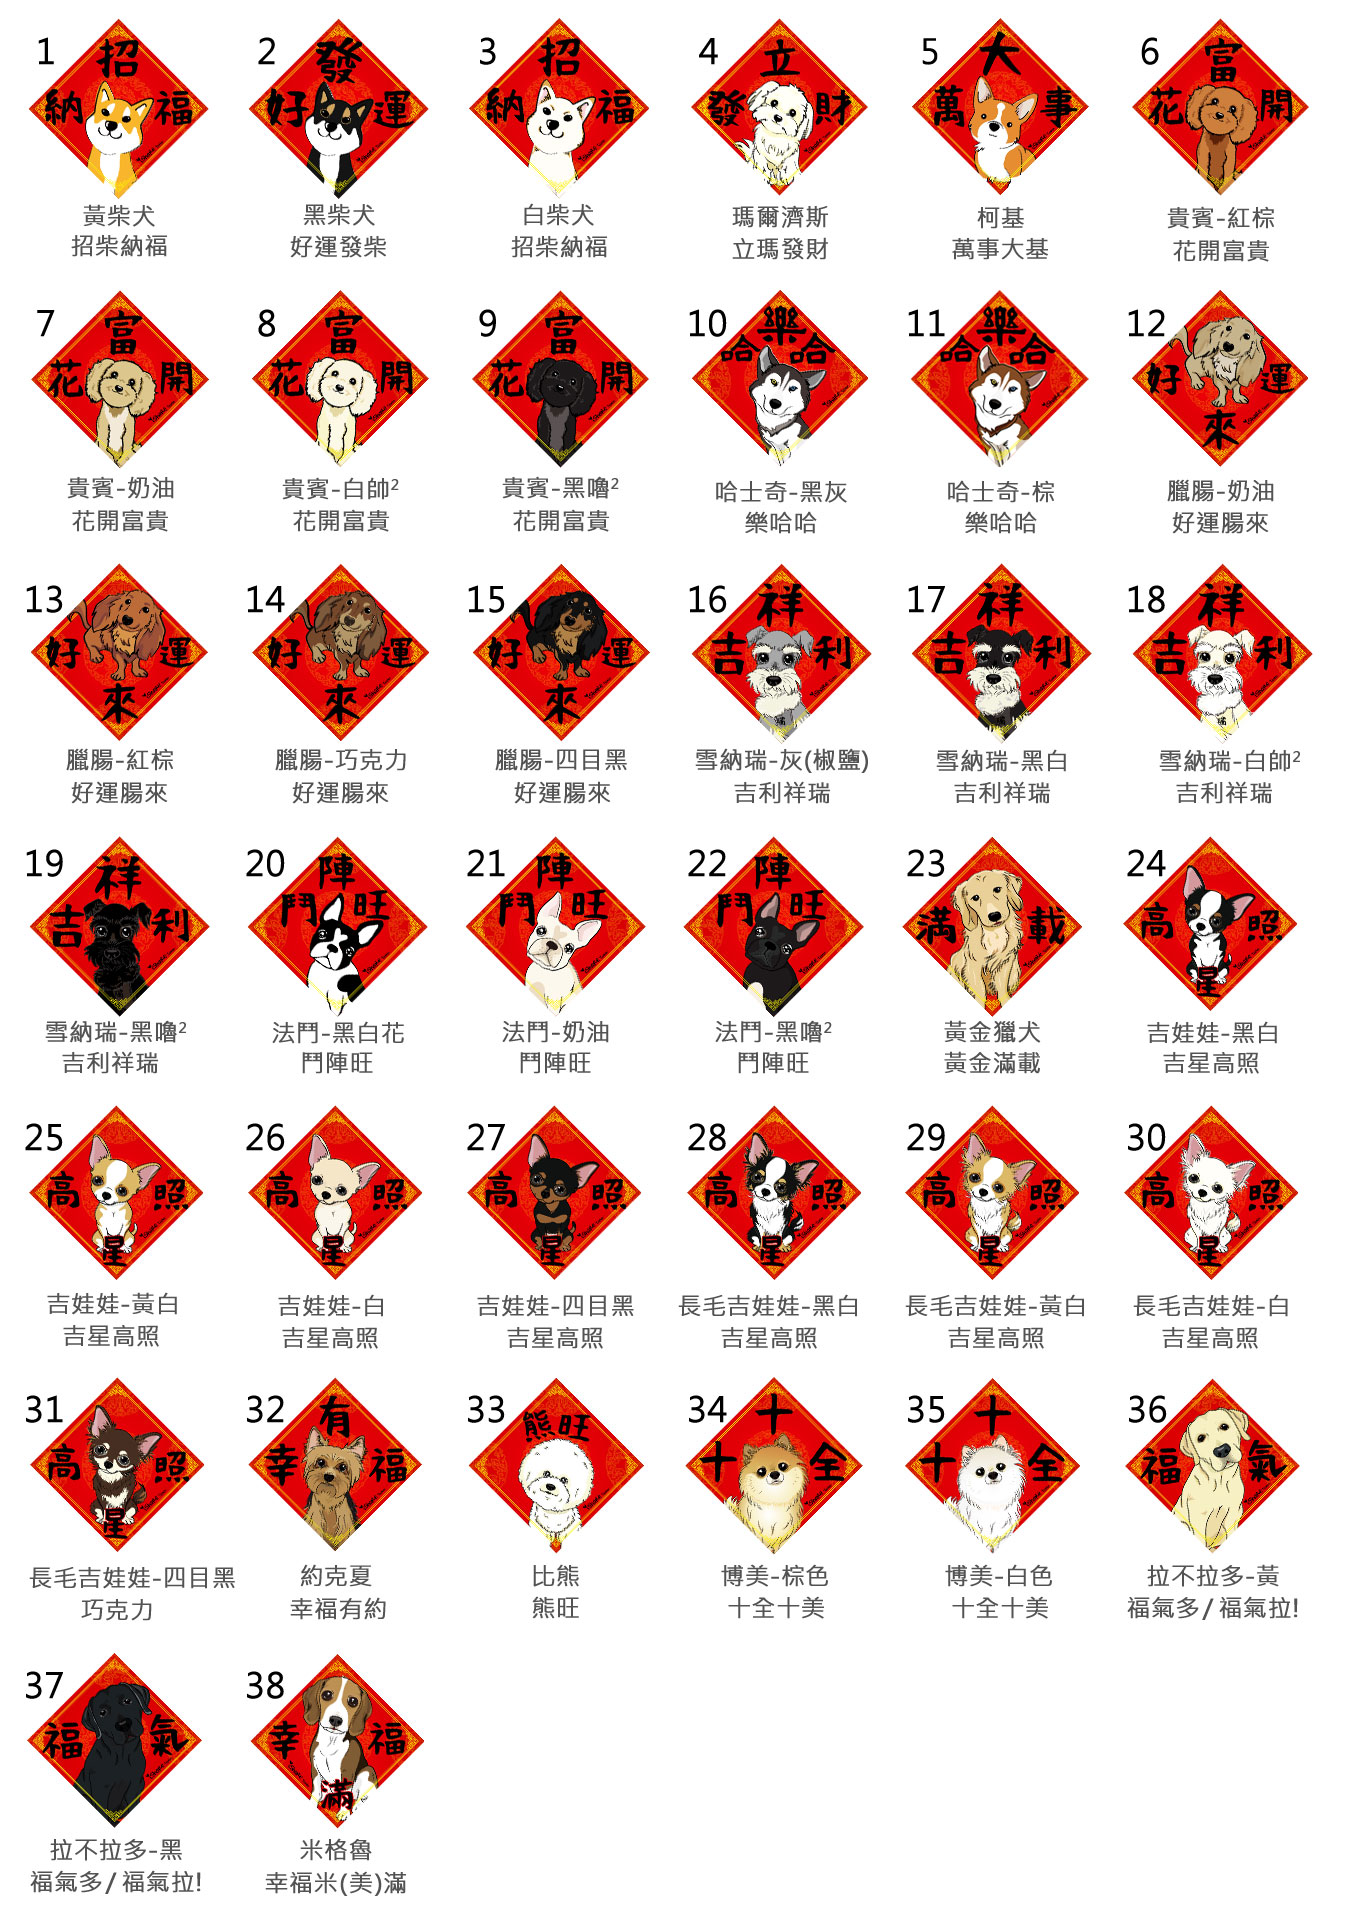 1 招 納 福
黃柴犬
招柴納福
2 發 好 運
黑柴犬
好運發柴
3 招 納 福
白柴犬
招柴納福
4 立 發 財
瑪爾濟斯
立瑪發財
5 大 萬 事
柯基
萬事大基
6 富 花 開
貴賓-紅棕
花開富貴
7 富 花 開
貴賓-奶油
花開富貴
8 富 花 開
貴賓-白帥²
花開富貴
9 富 花 開
貴賓-黑嚕²
花開富貴
10 樂 哈 哈
哈士奇-黑灰
樂哈哈
11 樂 哈 哈
哈士奇-棕
樂哈哈
12 好 運 來
臘腸-奶油
好運腸來
13 好 運 來
臘腸-紅棕
好運腸來
14 好 運 來
臘腸-巧克力
好運腸來
15 好 運 來
臘腸-四目黑
好運腸來
16 祥 吉 利
雪納瑞-灰(椒鹽)
吉利祥瑞
17 祥 吉 利
雪納瑞-黑白
吉利祥瑞
18 祥 吉 利
雪納瑞-白帥²
吉利祥瑞
19 祥 吉 利
雪納瑞-黑嚕²
吉利祥瑞
20 陣 鬥 旺
法鬥-黑白花
鬥陣旺
21 陣 鬥 旺
法鬥-奶油
鬥陣旺
22 陣 鬥 旺
法鬥-黑嚕²
鬥陣旺
23 滿 載
黃金獵犬
黃金滿載
24 高 照 星
吉娃娃-黑白
吉星高照
25 高 照 星
吉娃娃-黃白
吉星高照
26 高 照 星
吉娃娃-白
吉星高照
27 高 照 星
吉娃娃-四目黑
吉星高照
28 高 照 星
長毛吉娃娃-黑白
吉星高照
29 高 照 星
長毛吉娃娃-黃白
吉星高照
30 高 照 星
長毛吉娃娃-白
吉星高照
31 高 照 星
長毛吉娃娃-四目黑
巧克力
32 有 幸 福
約克夏
幸福有約
33 熊旺
比熊
熊旺
34 十 十 全
博美-棕色
十全十美
35 十 十 全
博美-白色
十全十美
36 福 氣
拉不拉多-黃
福氣多/福氣拉!
37 福 氣
拉不拉多-黑
福氣多/福氣拉!
38 幸 福 滿
米格魯
幸福米(美)滿